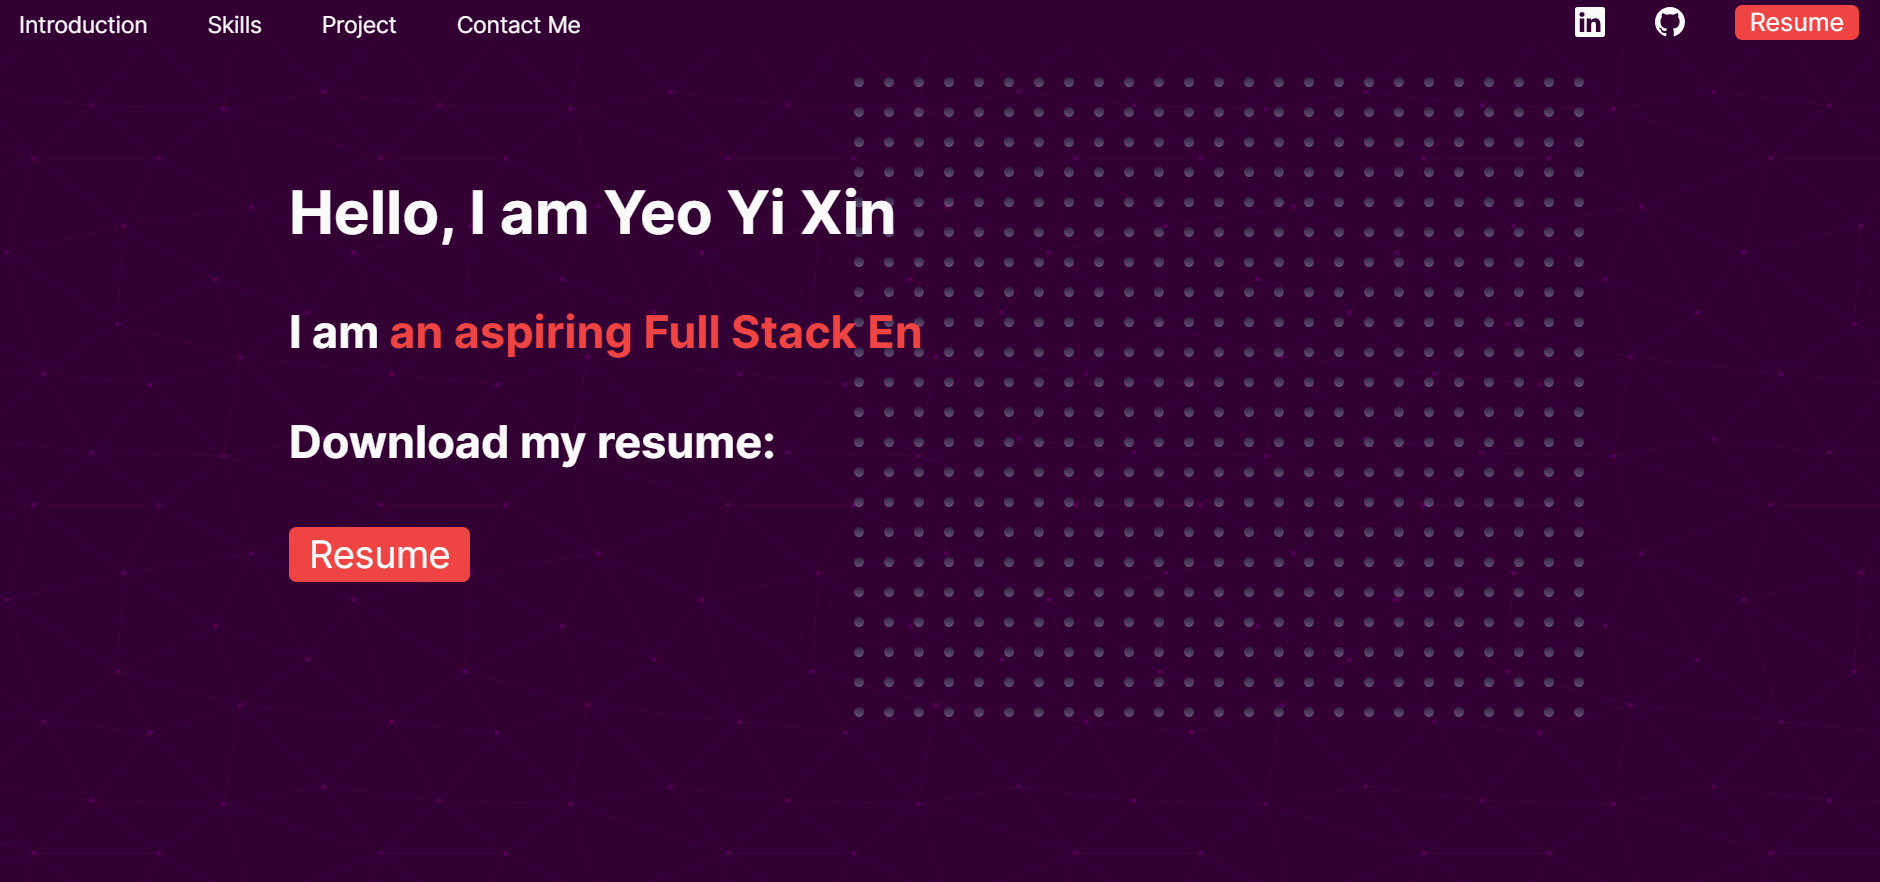 Introduction Skills Project Contact Me in Resume
Hello, I am Yeo Yi Xin
I am an aspiring Full Stack En
Download my resume:
Resume